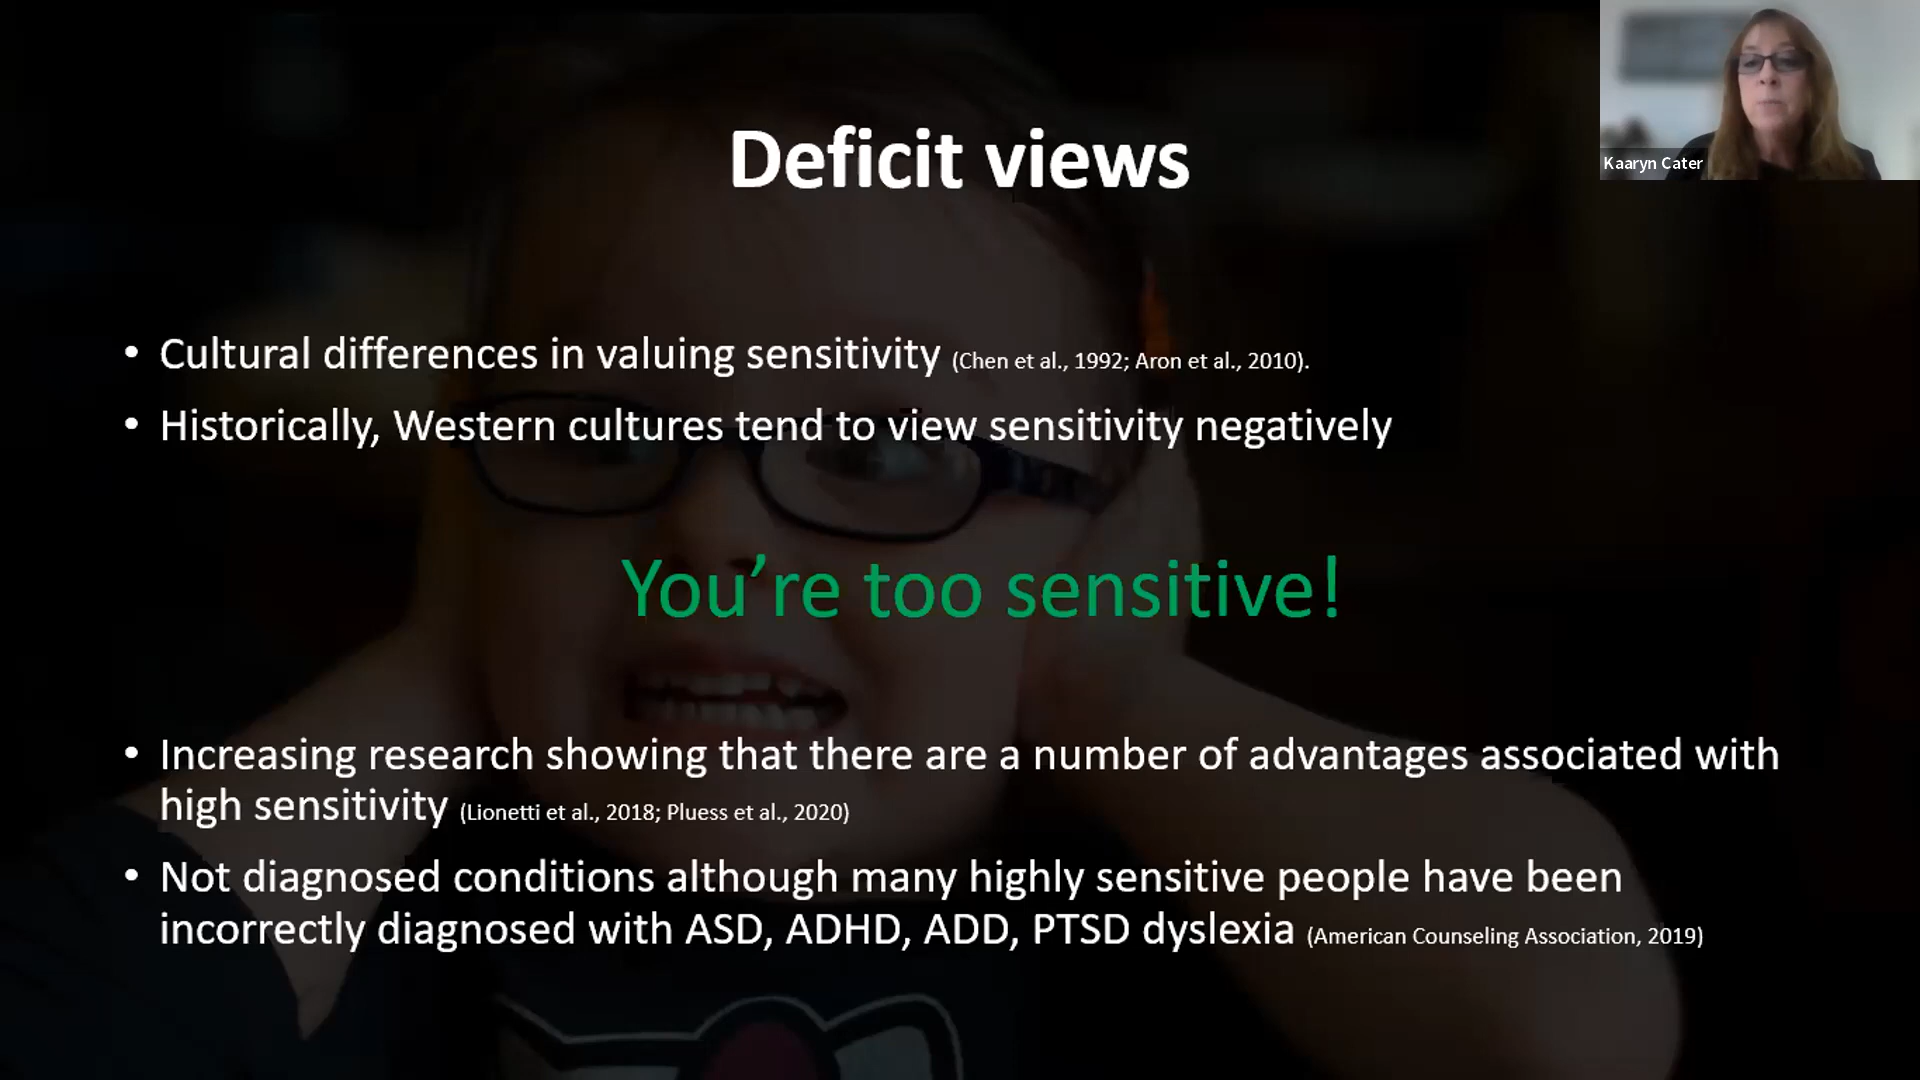 Deficit views
Kaaryn Cater
• Cultural differences in valuing sensitivity (Chen et al., 1992; Aron et al., 2010).
• Historically, Western cultures tend to view sensitivity negatively
You’re too sensitive!
• Increasing research showing that there are a number of advantages associated with
high sensitivity (Lionetti et al., 2018; Pluess et al., 2020)
• Not diagnosed conditions although many highly sensitive people have been
incorrectly diagnosed with ASD, ADHD, ADD, PTSD dyslexia (American Counseling Association, 2019)